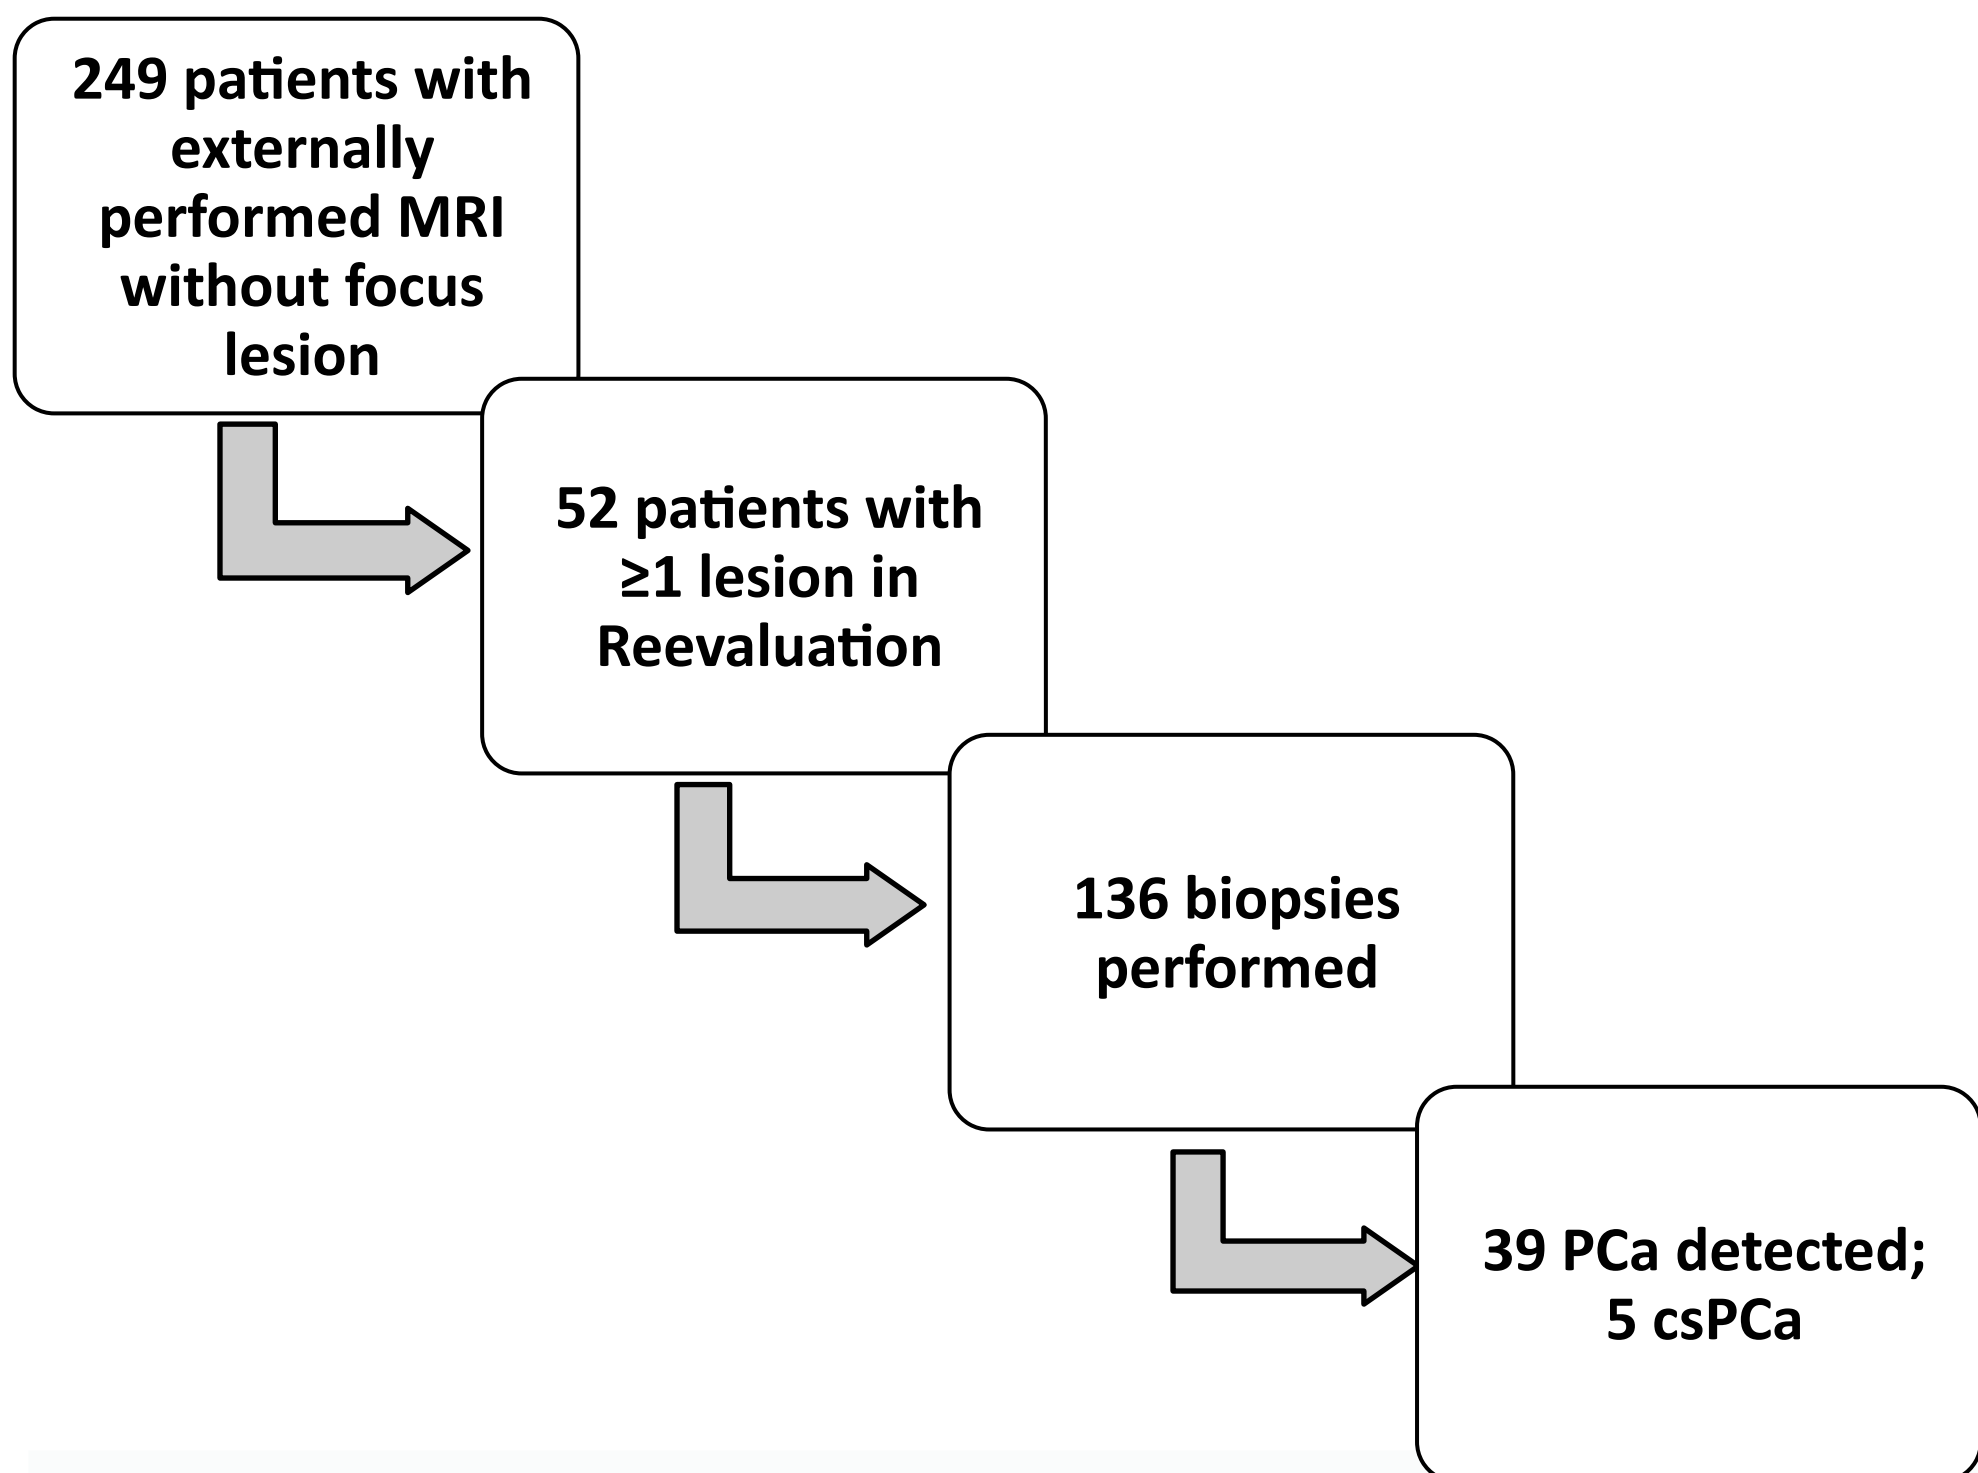 249 patients with
externally
performed MRI
without focus
lesion
52 patients with
≥1 lesion in
Reevaluation
136 biopsies
performed
39 PCa detected;
5 csPCa